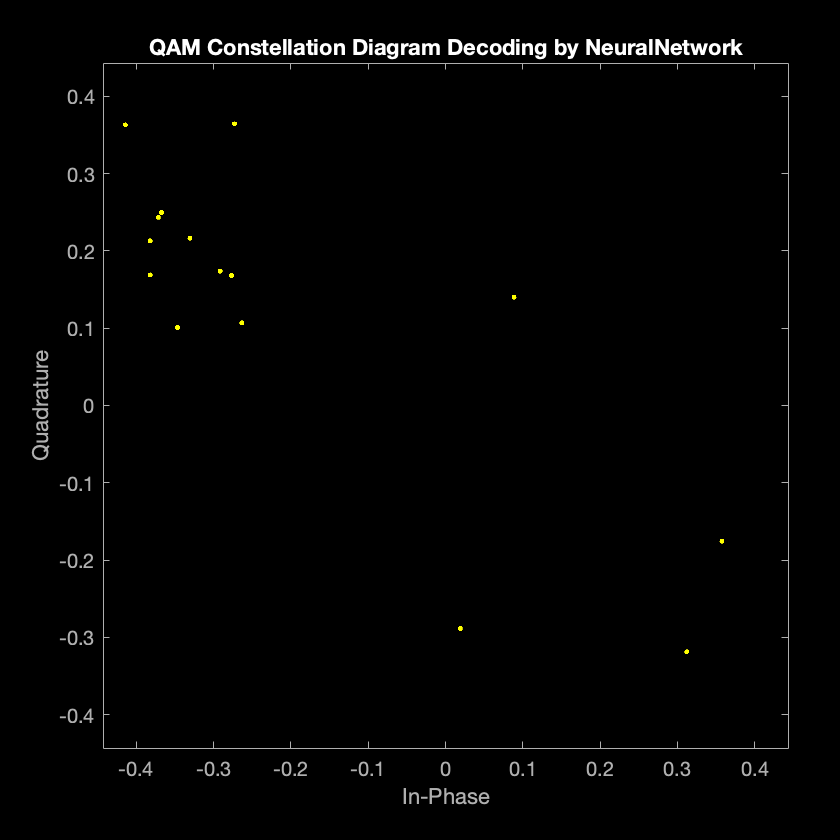 QAM Constellation Diagram Decoding by NeuralNetwork
0.4
0.3
0.2
0.1
0
-0.1
-0.2
-0.3
-0.4
Quadrature
-0.4 -0.3 -0.2 -0.1 0 0.1 0.2 0.3 0.4
In-Phase